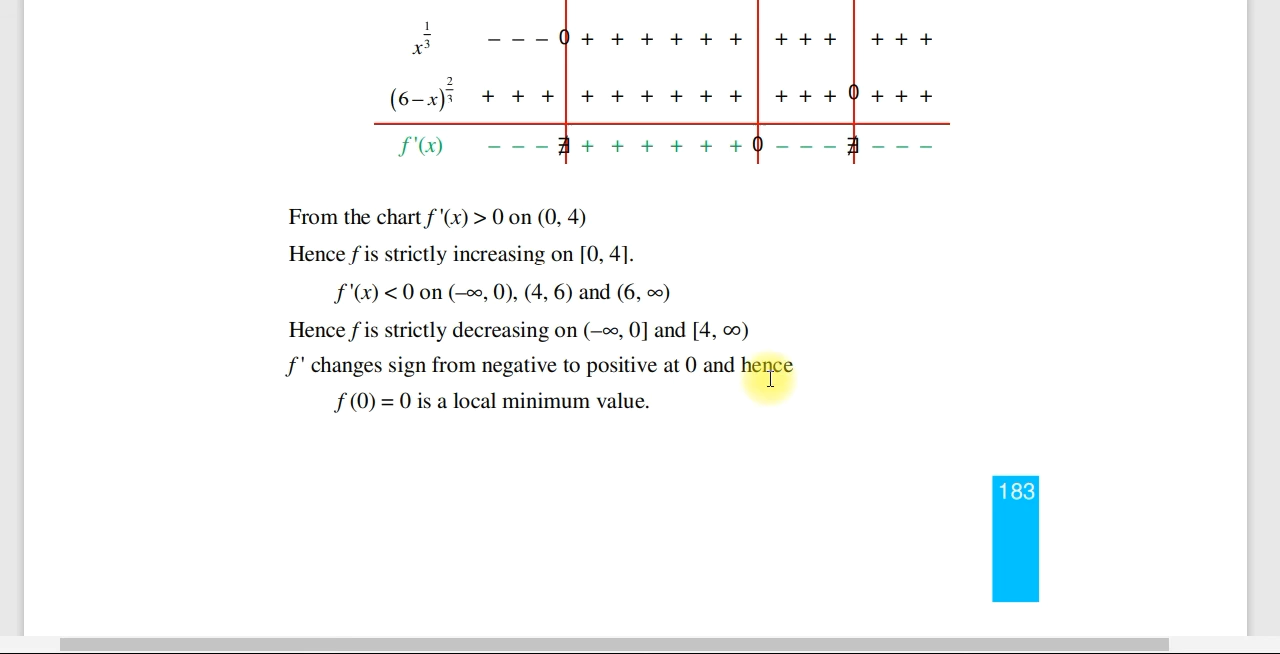 x^{1/3} − − − 0 + + + + + + + + + + + +
(6−x)^{2/3} + + + + + + + + + + + + 0 + + +
f'(x) − − − ∄ + + + + + + 0 − − − ∄ − − −
From the chart f '(x) > 0 on (0, 4)
Hence f is strictly increasing on [0, 4].
f '(x) < 0 on (–∞, 0), (4, 6) and (6, ∞)
Hence f is strictly decreasing on (–∞, 0] and [4, ∞)
f ' changes sign from negative to positive at 0 and hence
f (0) = 0 is a local minimum value.
183